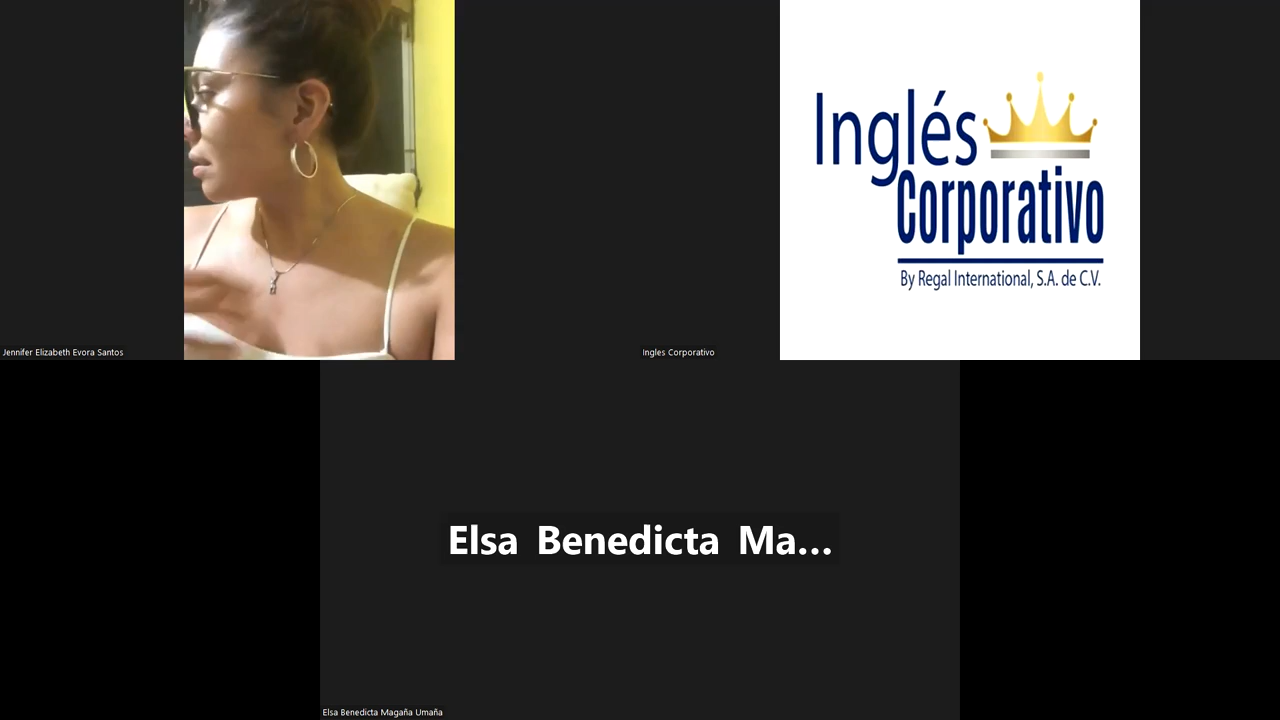 Inglés
Corporativo
By Regal International, S.A. de C.V.
Jennifer Elizabeth Evora Santos
Ingles Corporativo
Elsa Benedicta Ma...
Elsa Benedicta Magaña Umaña